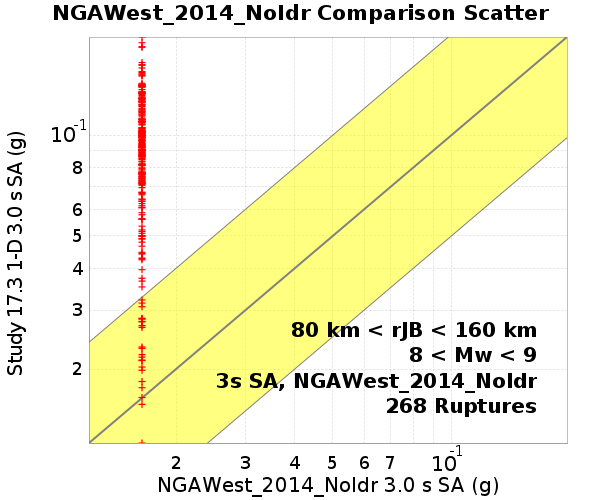 NGAWest_2014_NoIdr Comparison Scatter
Study 17.3 1-D 3.0 s SA (g)
10-1
8
6
5
4
3
2
80 km < rJB < 160 km
8 < Mw < 9
3s SA, NGAWest_2014_NoIdr
268 Ruptures
2 3 4 5 6 7 10-1
NGAWest_2014_NoIdr 3.0 s SA (g)